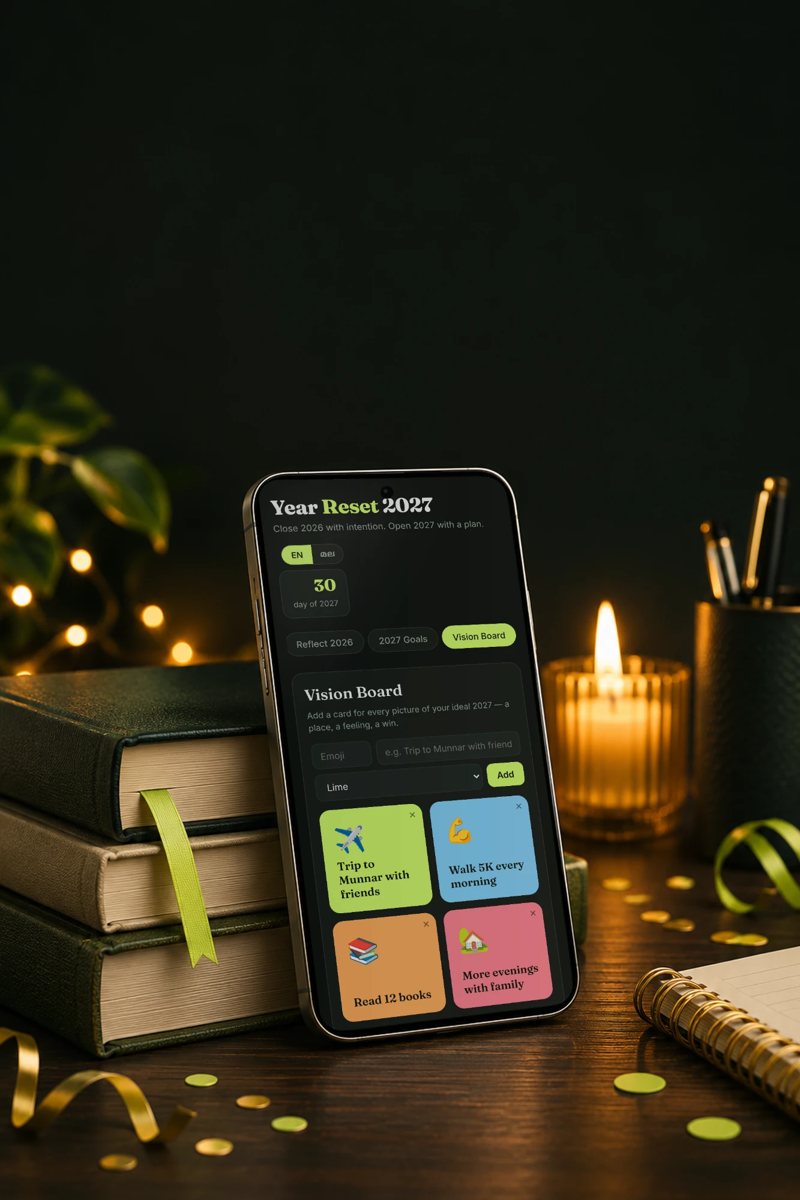 Year Reset 2027
Close 2026 with intention. Open 2027 with a plan.
EN മല
30
day of 2027
Reflect 2026 2027 Goals Vision Board
Vision Board
Add a card for every picture of your ideal 2027 — a
place, a feeling, a win.
Emoji e.g. Trip to Munnar with friend
Lime Add
Trip to
Munnar with
friends
Walk 5K every
morning
Read 12 books
More evenings
with family